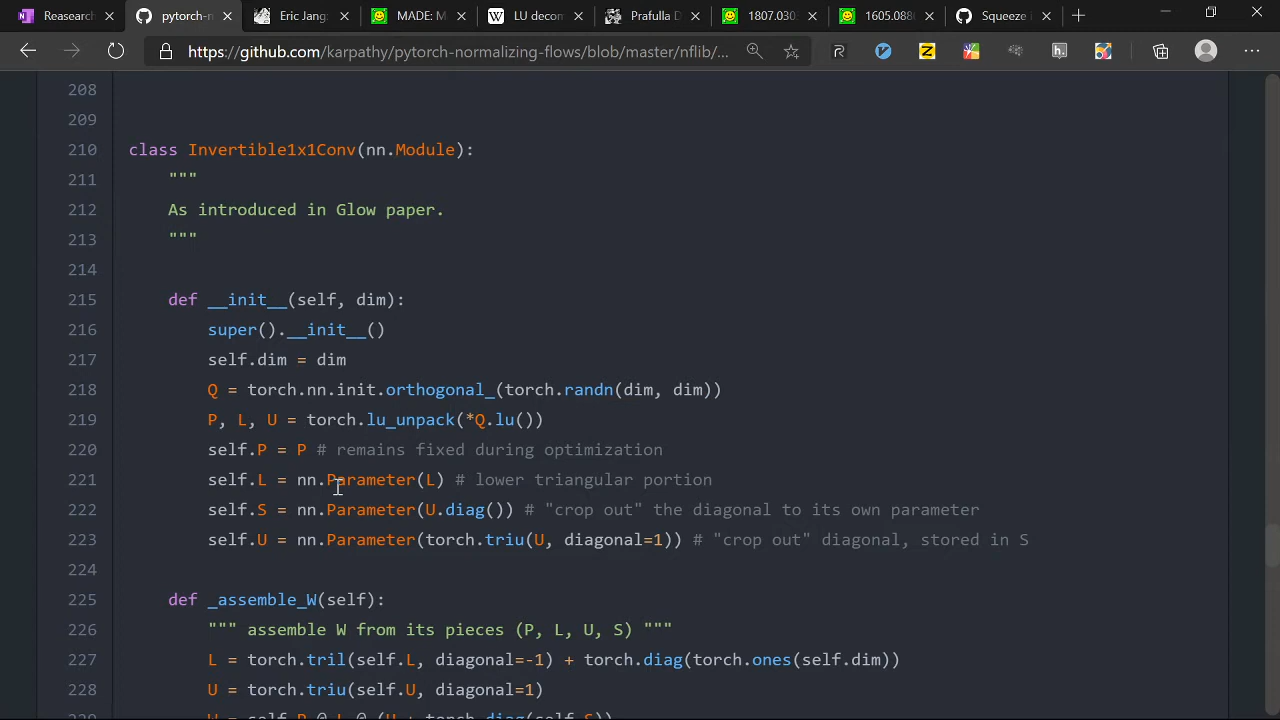 Reasearch
pytorch-n
Eric Jang:
MADE: M
LU decom
Prafulla D
1807.030
1605.088
Squeeze
https://github.com/karpathy/pytorch-normalizing-flows/blob/master/nflib/...
208
209
210 class Invertible1x1Conv(nn.Module):
211 """
212 As introduced in Glow paper.
213 """
214
215 def __init__(self, dim):
216 super().__init__()
217 self.dim = dim
218 Q = torch.nn.init.orthogonal_(torch.randn(dim, dim))
219 P, L, U = torch.lu_unpack(*Q.lu())
220 self.P = P # remains fixed during optimization
221 self.L = nn.Parameter(L) # lower triangular portion
222 self.S = nn.Parameter(U.diag()) # "crop out" the diagonal to its own parameter
223 self.U = nn.Parameter(torch.triu(U, diagonal=1)) # "crop out" diagonal, stored in S
224
225 def _assemble_W(self):
226 """ assemble W from its pieces (P, L, U, S) """
227 L = torch.tril(self.L, diagonal=-1) + torch.diag(torch.ones(self.dim))
228 U = torch.triu(self.U, diagonal=1)
229 W = self.P @ L @ (U + torch.diag(self.S))